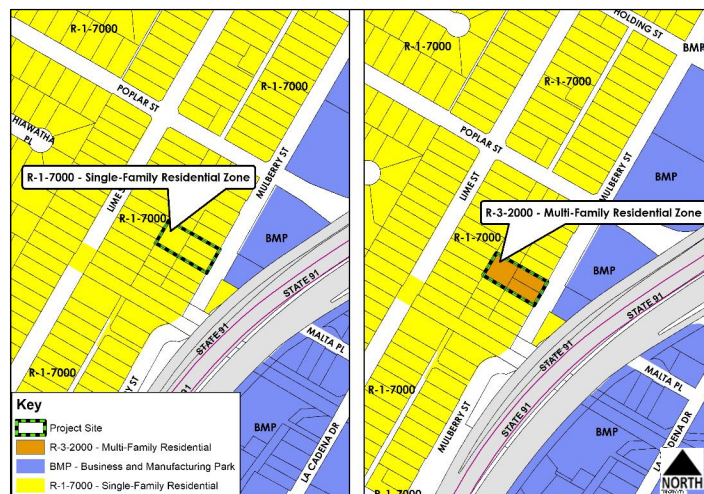 R-1-7000
R-1-7000
POPLAR ST
HIAWATHA
PL
R-1-7000 - Single-Family Residential Zone
LIME ST
R-1-7000
MULBERRY ST
BMP
STATE 91
STATE 91
MALTA PL
R-1-7000
BMP
LA CADENA DR
Key
Project Site
R-3-2000 - Multi-Family Residential
BMP - Business and Manufacturing Park
R-1-7000 - Single-Family Residential
HOLDING ST
BMP
R-1-7000
R-1-7000
POPLAR ST
LIME ST
MULBERRY ST
BMP
R-3-2000 - Multi-Family Residential Zone
R-1-7000
BMP
STATE 91
STATE 91
MALTA PL
R-1-7000
MULBERRY ST
BMP
LA CADENA DR
R-1-7000
NORTH